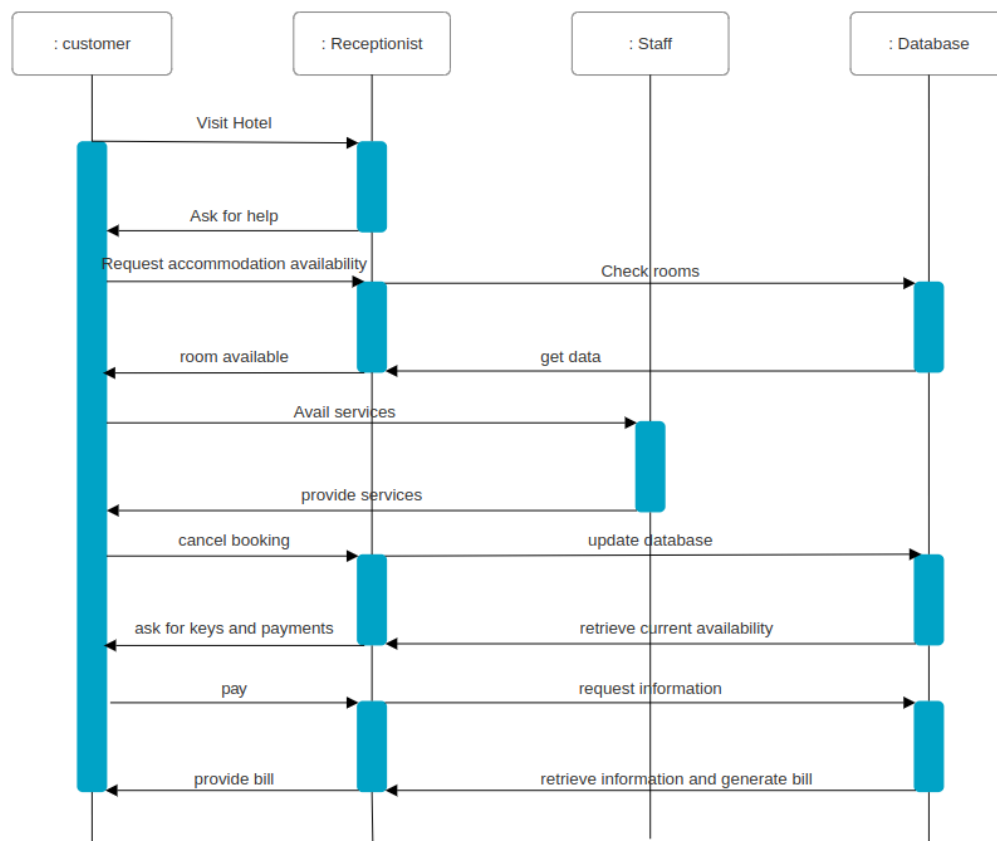 : customer
: Receptionist
: Staff
: Database
Visit Hotel
Ask for help
Request accommodation availability
Check rooms
room available
get data
Avail services
provide services
cancel booking
update database
ask for keys and payments
retrieve current availability
pay
request information
provide bill
retrieve information and generate bill